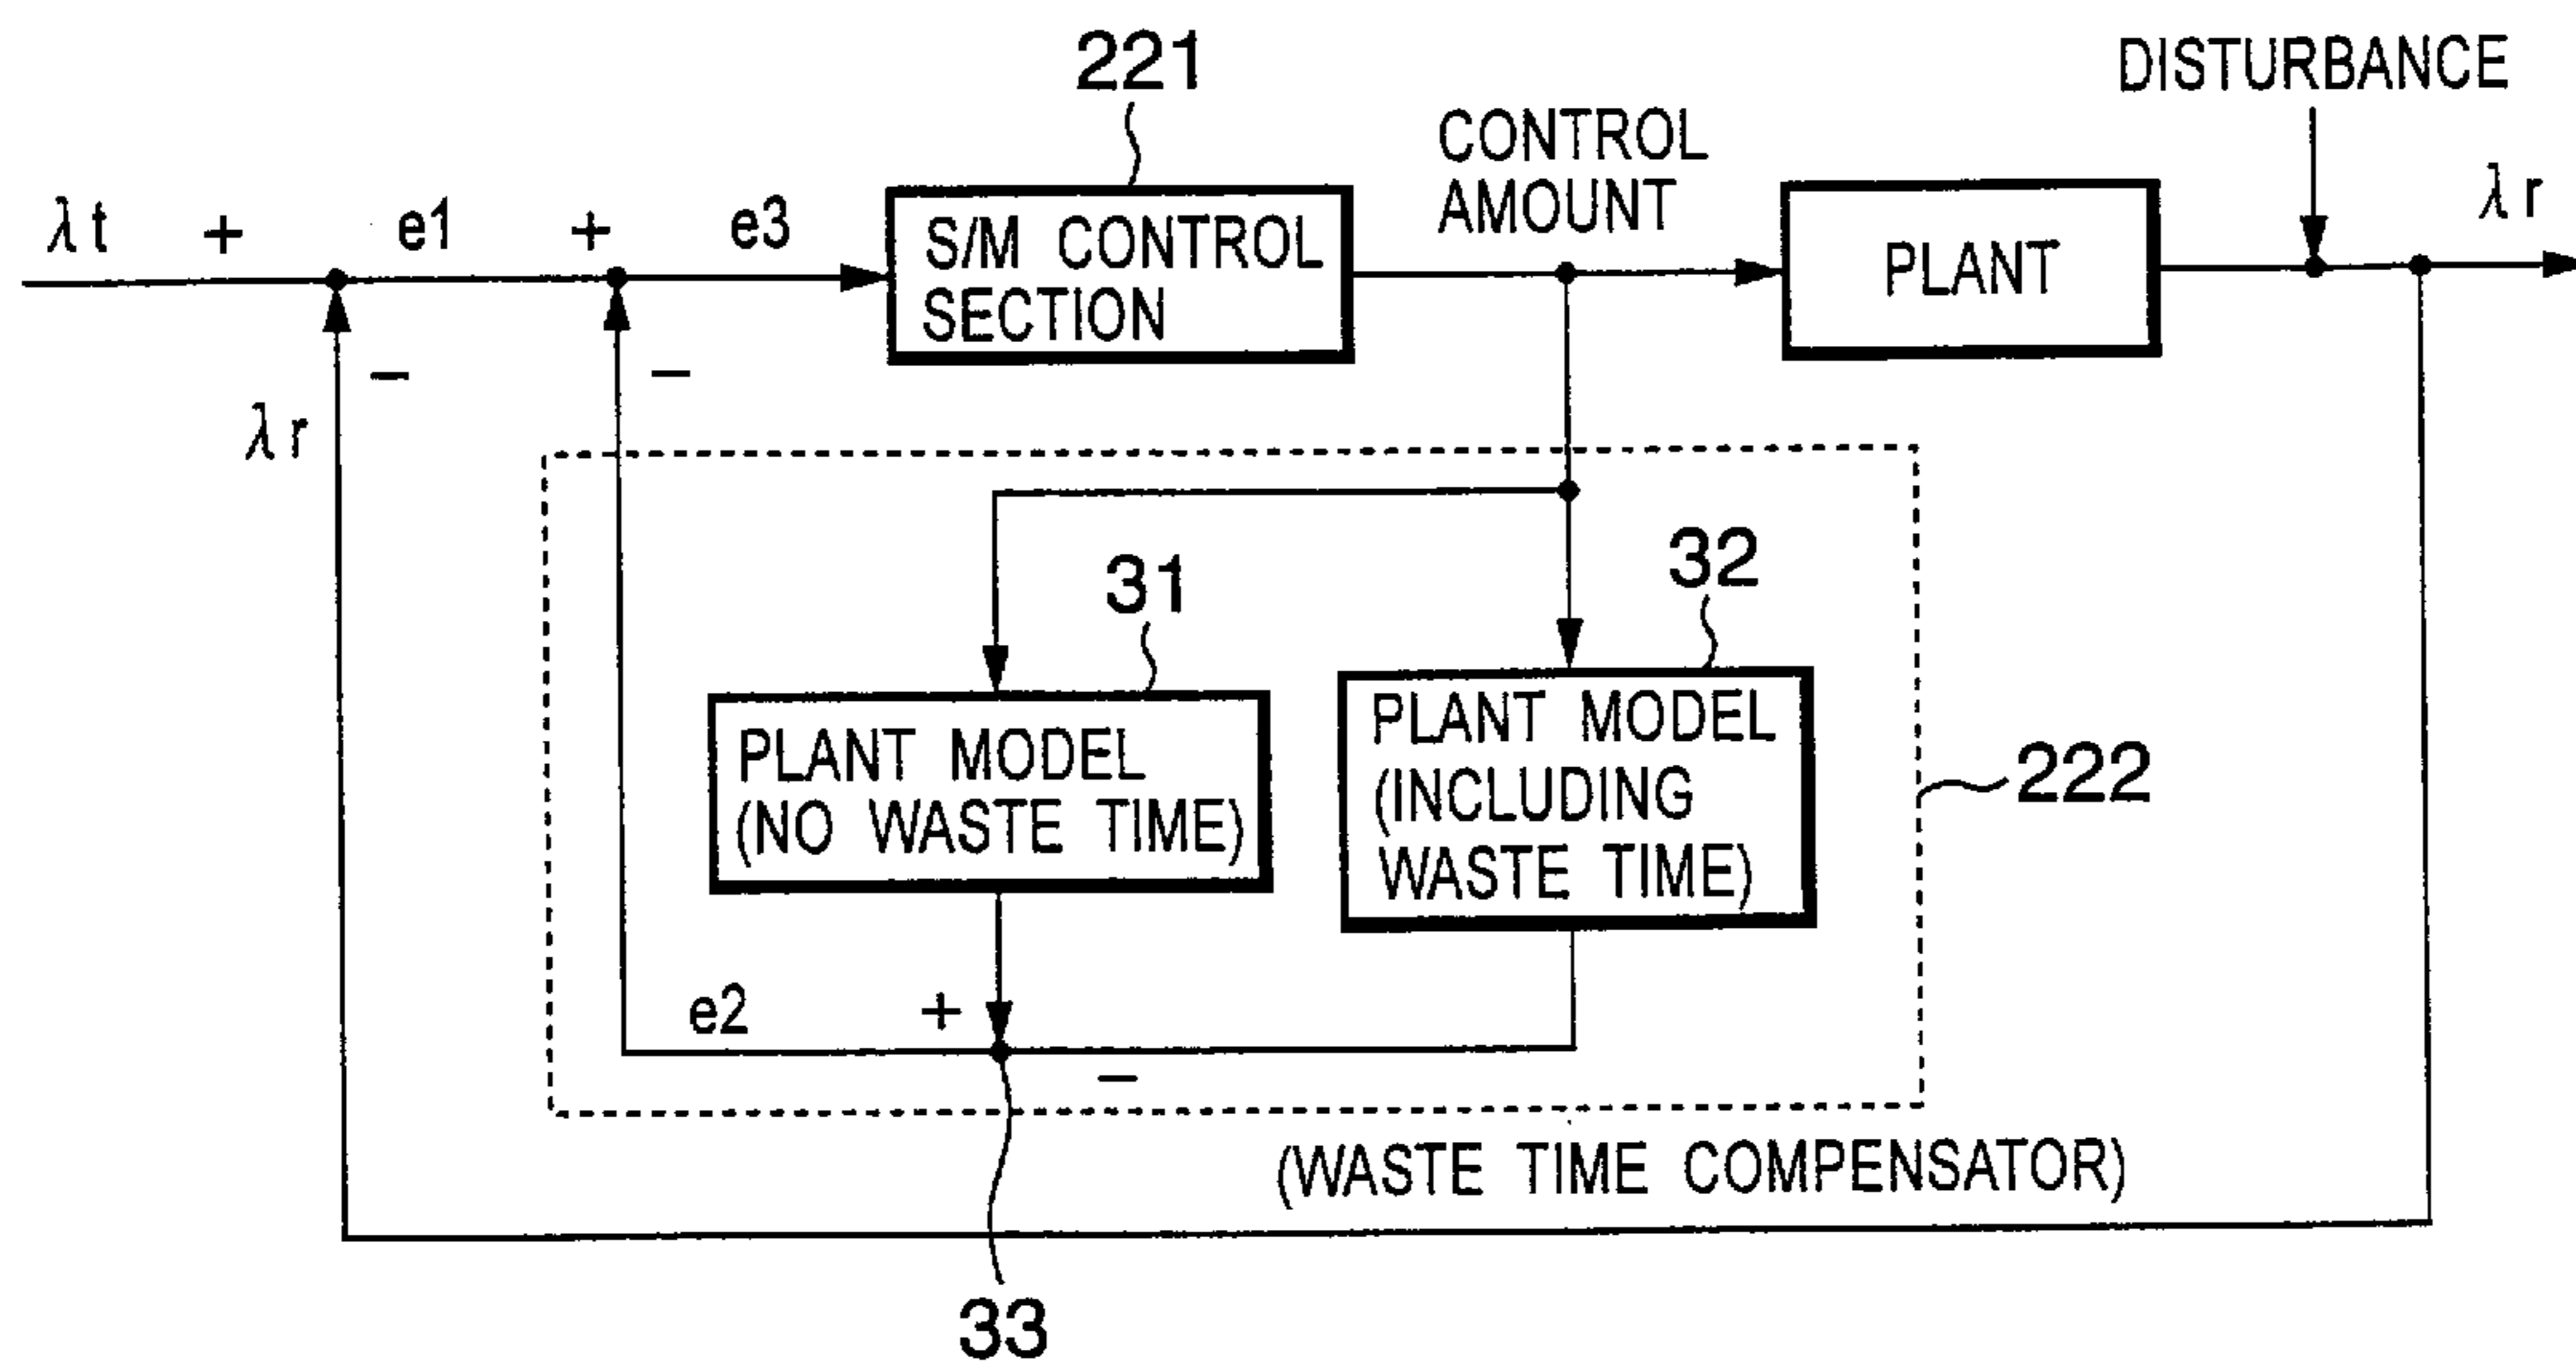 221
DISTURBANCE
CONTROL
AMOUNT
λt
+
e1
+
e3
S/M CONTROL
SECTION
PLANT
λr
−
−
λr
31
32
PLANT MODEL
(NO WASTE TIME)
PLANT MODEL
(INCLUDING
WASTE TIME)
222
e2
+
−
(WASTE TIME COMPENSATOR)
33